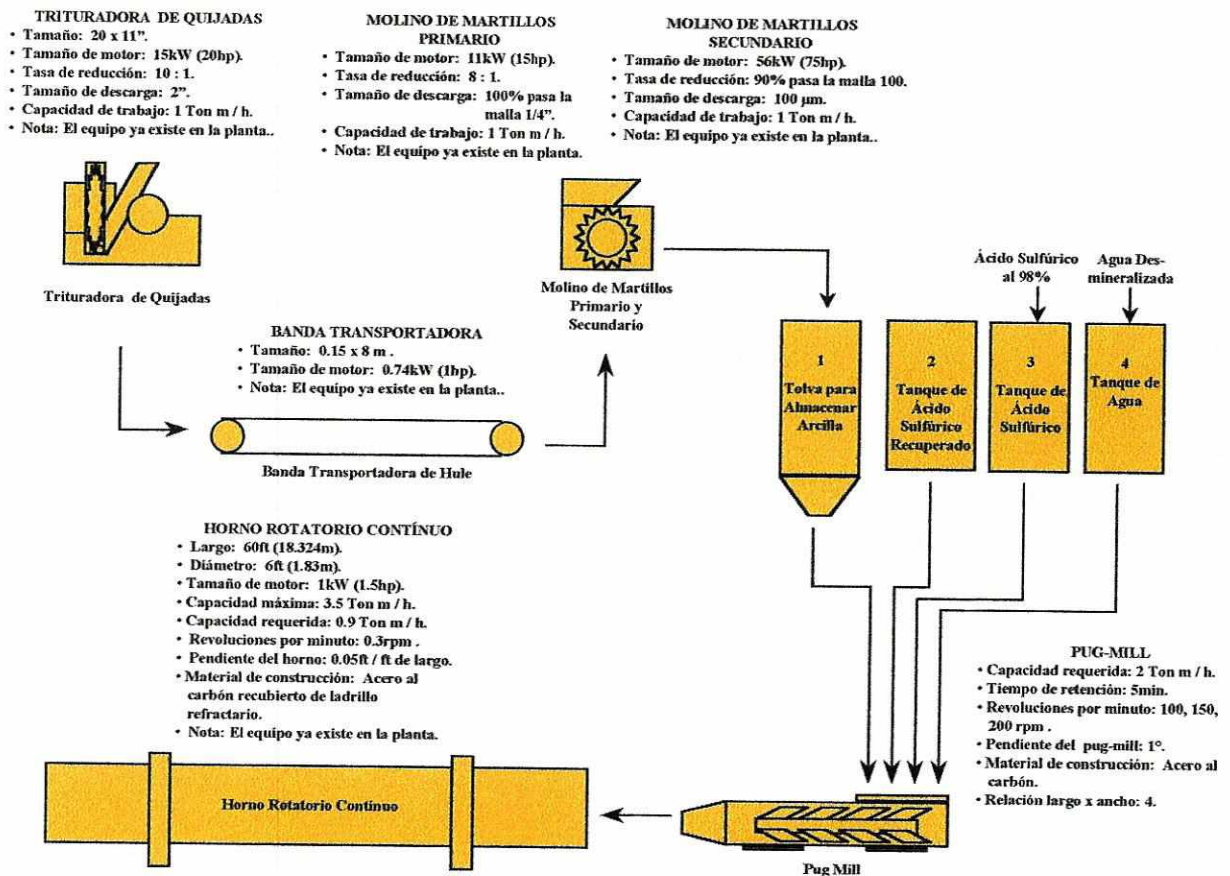 TRITURADORA DE QUIJADAS
• Tamaño: 20 x 11”.
• Tamaño de motor: 15kW (20hp).
• Tasa de reducción: 10 : 1.
• Tamaño de descarga: 2”.
• Capacidad de trabajo: 1 Ton m / h.
• Nota: El equipo ya existe en la planta..
MOLINO DE MARTILLOS
PRIMARIO
• Tamaño de motor: 11kW (15hp).
• Tasa de reducción: 8 : 1.
• Tamaño de descarga: 100% pasa la
malla 1/4”.
• Capacidad de trabajo: 1 Ton m / h.
• Nota: El equipo ya existe en la planta.
MOLINO DE MARTILLOS
SECUNDARIO
• Tamaño de motor: 56kW (75hp).
• Tasa de reducción: 90% pasa la malla 100.
• Tamaño de descarga: 100 µm.
• Capacidad de trabajo: 1 Ton m / h.
• Nota: El equipo ya existe en la planta..
Trituradora de Quijadas
Molino de Martillos
Primario y
Secundario
BANDA TRANSPORTADORA
• Tamaño: 0.15 x 8 m .
• Tamaño de motor: 0.74kW (1hp).
• Nota: El equipo ya existe en la planta..
Banda Transportadora de Hule
Ácido Sulfúrico
al 98%
Agua Des-
mineralizada
1
Tolva para
Almacenar
Arcilla
2
Tanque de
Ácido
Sulfúrico
Recuperado
3
Tanque de
Ácido
Sulfúrico
4
Tanque de
Agua
HORNO ROTATORIO CONTÍNUO
• Largo: 60ft (18.324m).
• Diámetro: 6ft (1.83m).
• Tamaño de motor: 1kW (1.5hp).
• Capacidad máxima: 3.5 Ton m / h.
• Capacidad requerida: 0.9 Ton m / h.
• Revoluciones por minuto: 0.3rpm .
• Pendiente del horno: 0.05ft / ft de largo.
• Material de construcción: Acero al
carbón recubierto de ladrillo
refractario.
• Nota: El equipo ya existe en la planta.
Horno Rotatorio Contínuo
PUG-MILL
• Capacidad requerida: 2 Ton m / h.
• Tiempo de retención: 5min.
• Revoluciones por minuto: 100, 150,
200 rpm .
• Pendiente del pug-mill: 1°.
• Material de construcción: Acero al
carbón.
• Relación largo x ancho: 4.
Pug Mill